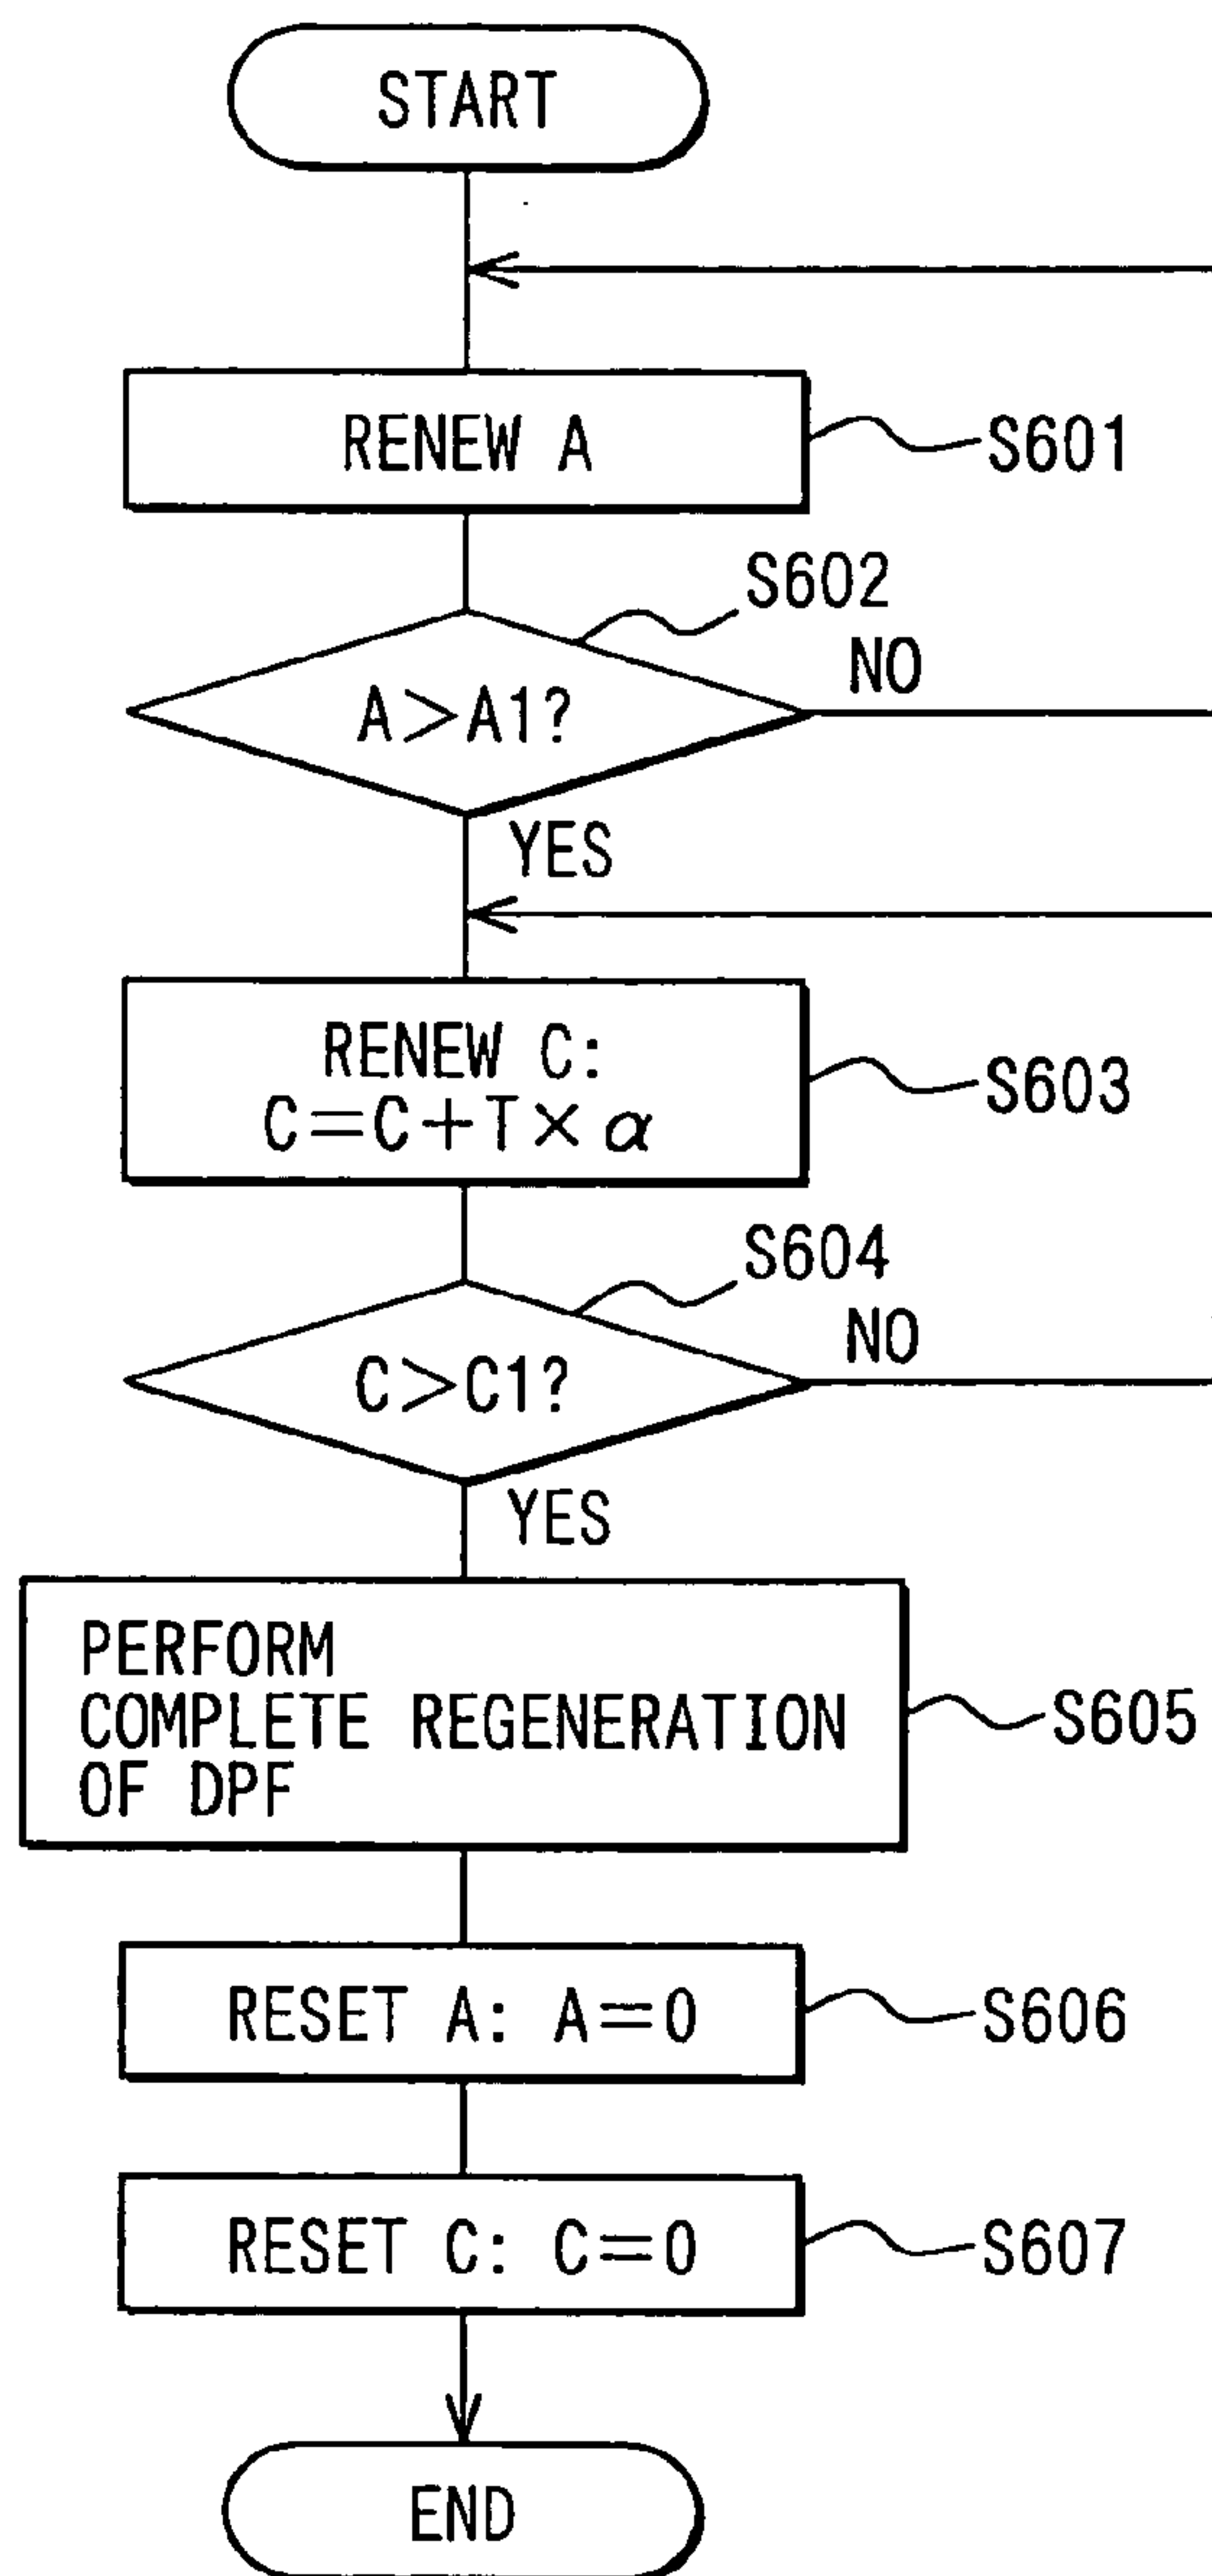 START
RENEW A
S601
S602
A>A1?
NO
YES
RENEW C:
C=C+T×α
S603
S604
C>C1?
NO
YES
PERFORM
COMPLETE REGENERATION
OF DPF
S605
RESET A: A=0
S606
RESET C: C=0
S607
END